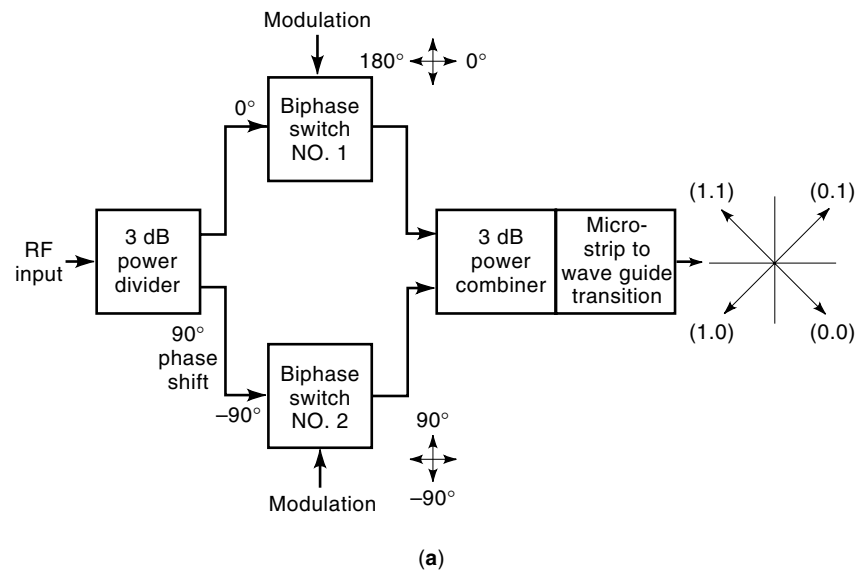 Modulation
180°
0°
0°
Biphase
switch
NO. 1
(1.1)
(0.1)
RF
input
3 dB
power
divider
3 dB
power
combiner
Micro-
strip to
wave guide
transition
(1.0)
(0.0)
90°
phase
shift
–90°
Biphase
switch
NO. 2
90°
–90°
Modulation
(a)